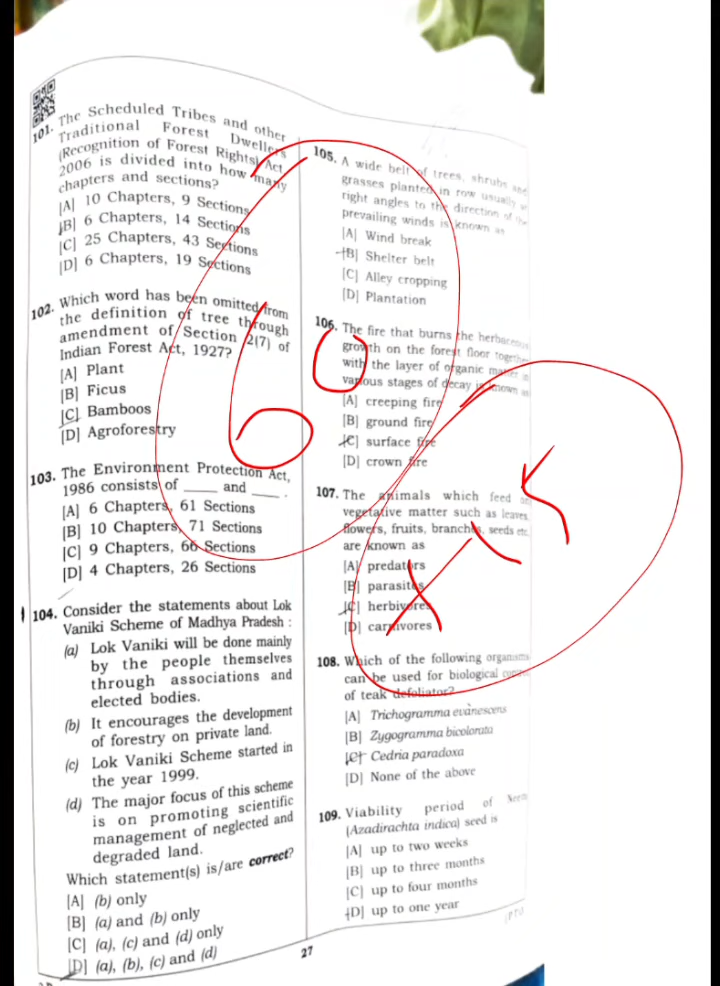 101. The Scheduled Tribes and other
Traditional Forest Dwellers
(Recognition of Forest Rights) Act
2006 is divided into how many
chapters and sections?
[A] 10 Chapters, 9 Sections
[B] 6 Chapters, 14 Sections
[C] 25 Chapters, 43 Sections
[D] 6 Chapters, 19 Sections
102. Which word has been omitted from
the definition of tree through
amendment of Section 2(7) of
Indian Forest Act, 1927?
[A] Plant
[B] Ficus
[C] Bamboos
[D] Agroforestry
103. The Environment Protection Act,
1986 consists of ____ and ____.
[A] 6 Chapters, 61 Sections
[B] 10 Chapters, 71 Sections
[C] 9 Chapters, 66 Sections
[D] 4 Chapters, 26 Sections
104. Consider the statements about Lok
Vaniki Scheme of Madhya Pradesh :
(a) Lok Vaniki will be done mainly
by the people themselves
through associations and
elected bodies.
(b) It encourages the development
of forestry on private land.
(c) Lok Vaniki Scheme started in
the year 1999.
(d) The major focus of this scheme
is on promoting scientific
management of neglected and
degraded land.
Which statement(s) is/are correct?
[A] (b) only
[B] (a) and (b) only
[C] (a), (c) and (d) only
[D] (a), (b), (c) and (d)
105. A wide belt of trees, shrubs and
grasses planted in row usually
right angles to the direction of the
prevailing winds is known as
[A] Wind break
[B] Shelter belt
[C] Alley cropping
[D] Plantation
106. The fire that burns the herbaceous
growth on the forest floor together
with the layer of organic matter in
various stages of decay is known as
[A] creeping fire
[B] ground fire
[C] surface fire
[D] crown fire
107. The animals which feed on
vegetative matter such as leaves,
flowers, fruits, branches, seeds etc.
are known as
[A] predators
[B] parasites
[C] herbivores
[D] carnivores
108. Which of the following organisms
can be used for biological control
of teak defoliator?
[A] Trichogramma evanescens
[B] Zygogramma bicolorata
[C] Cedria paradoxa
[D] None of the above
109. Viability period of Neem
(Azadirachta indica) seed is
[A] up to two weeks
[B] up to three months
[C] up to four months
[D] up to one year
27
60